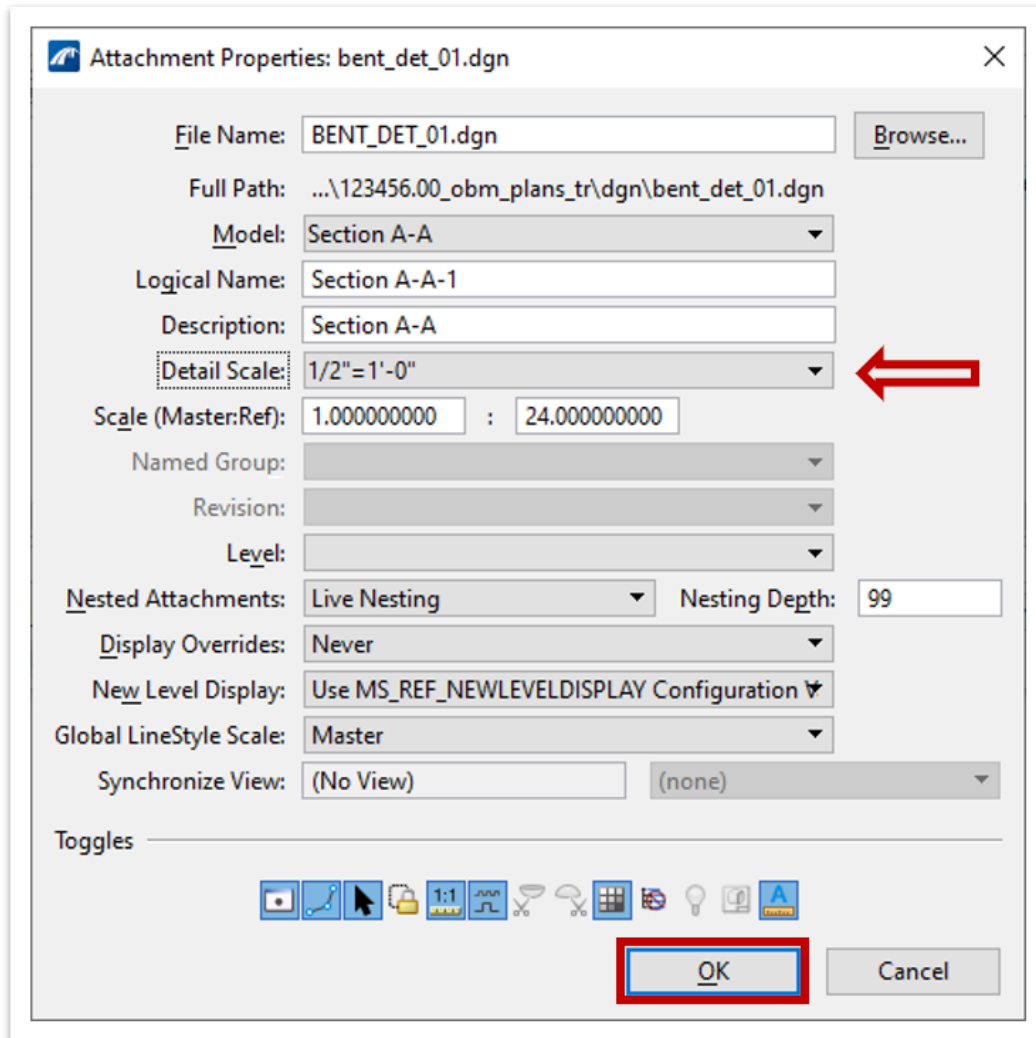 Attachment Properties: bent_det_01.dgn
File Name: BENT_DET_01.dgn Browse...
Full Path: ...\123456.00_obm_plans_tr\dgn\bent_det_01.dgn
Model: Section A-A
Logical Name: Section A-A-1
Description: Section A-A
Detail Scale: 1/2"=1'-0"
Scale (Master:Ref): 1.000000000 : 24.000000000
Named Group:
Revision:
Level:
Nested Attachments: Live Nesting Nesting Depth: 99
Display Overrides: Never
New Level Display: Use MS_REF_NEWLEVELDISPLAY Configuration
Global LineStyle Scale: Master
Synchronize View: (No View) (none)
Toggles
1:1 A
OK Cancel